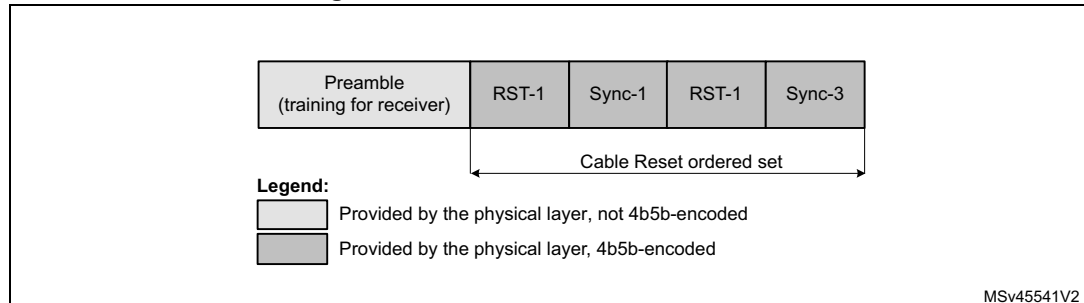 Preamble
(training for receiver)
RST-1
Sync-1
RST-1
Sync-3
Cable Reset ordered set
Legend:
Provided by the physical layer, not 4b5b-encoded
Provided by the physical layer, 4b5b-encoded
MSv45541V2